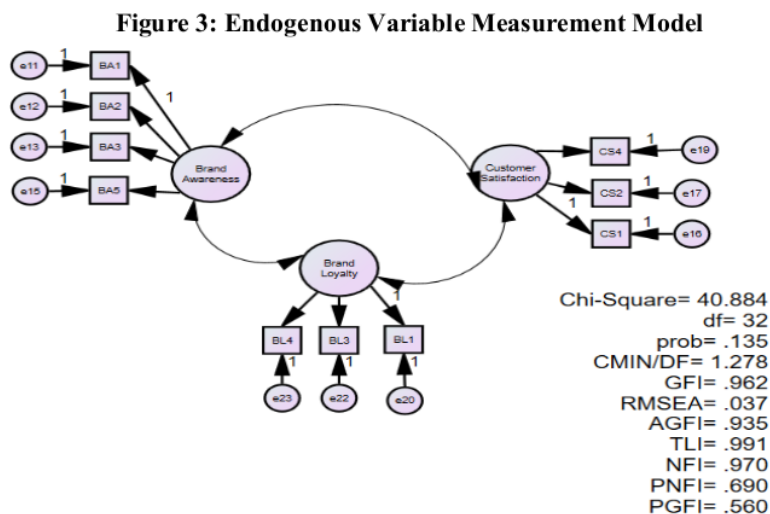 Figure 3: Endogenous Variable Measurement Model
e11 1 BA1
1
e12 1 BA2
e13 1 BA3
e15 1 BA5
Brand
Awareness
Customer
Satisfaction
CS4 1 e19
CS2 1 e17
1
CS1 1 e16
Brand
Loyalty
1
BL4 BL3 BL1
1 1 1
e23 e22 e20
Chi-Square= 40.884
df= 32
prob= .135
CMIN/DF= 1.278
GFI= .962
RMSEA= .037
AGFI= .935
TLI= .991
NFI= .970
PNFI= .690
PGFI= .560